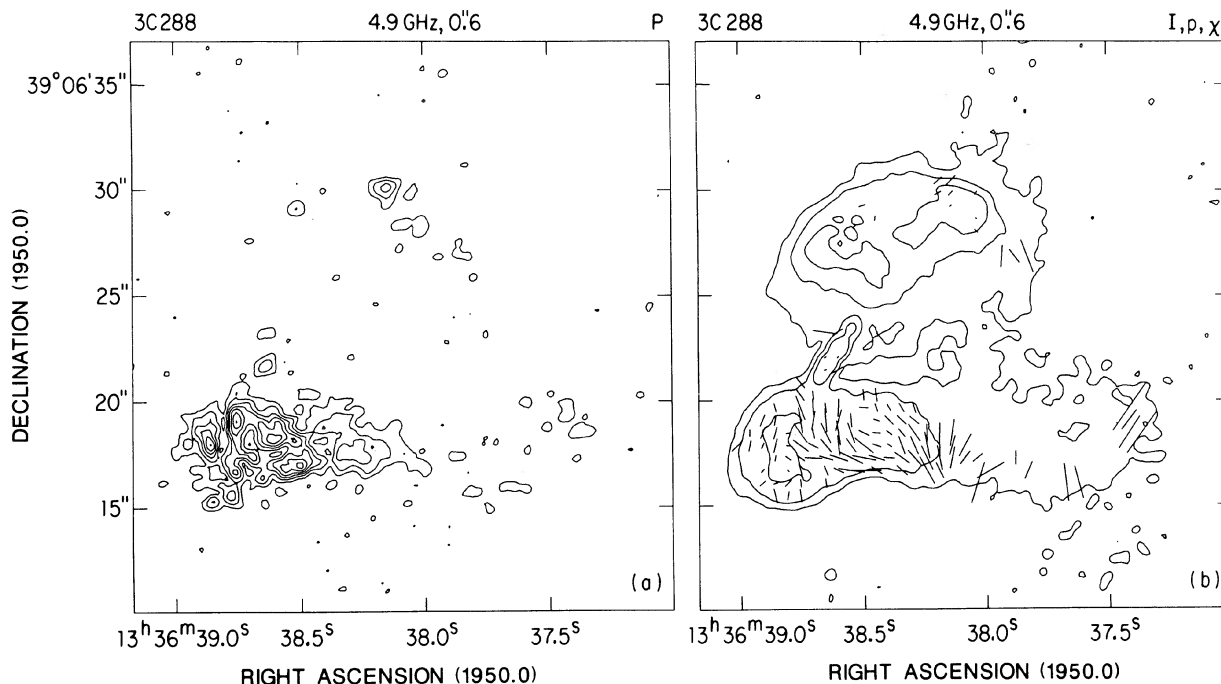 3C288 4.9 GHz, 0".6 P
3C288 4.9 GHz, 0".6 I, p, χ
39°06'35"
30"
25"
20"
15"
DECLINATION (1950.0)
(a)
(b)
13ʰ36ᵐ39.0ˢ 38.5ˢ 38.0ˢ 37.5ˢ
13ʰ36ᵐ39.0ˢ 38.5ˢ 38.0ˢ 37.5ˢ
RIGHT ASCENSION (1950.0)
RIGHT ASCENSION (1950.0)